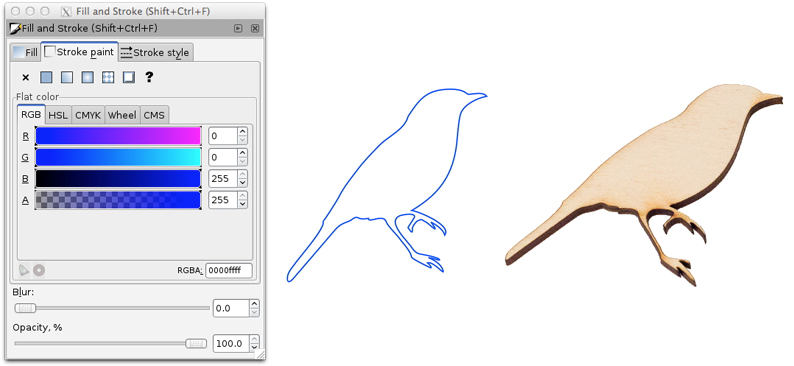 Fill and Stroke (Shift+Ctrl+F)
Fill and Stroke (Shift+Ctrl+F)
Fill Stroke paint Stroke style
?
Flat color
RGB HSL CMYK Wheel CMS
R 0
G 0
B 255
A 255
RGBA: 0000ffff
Blur:
0.0
Opacity, %
100.0